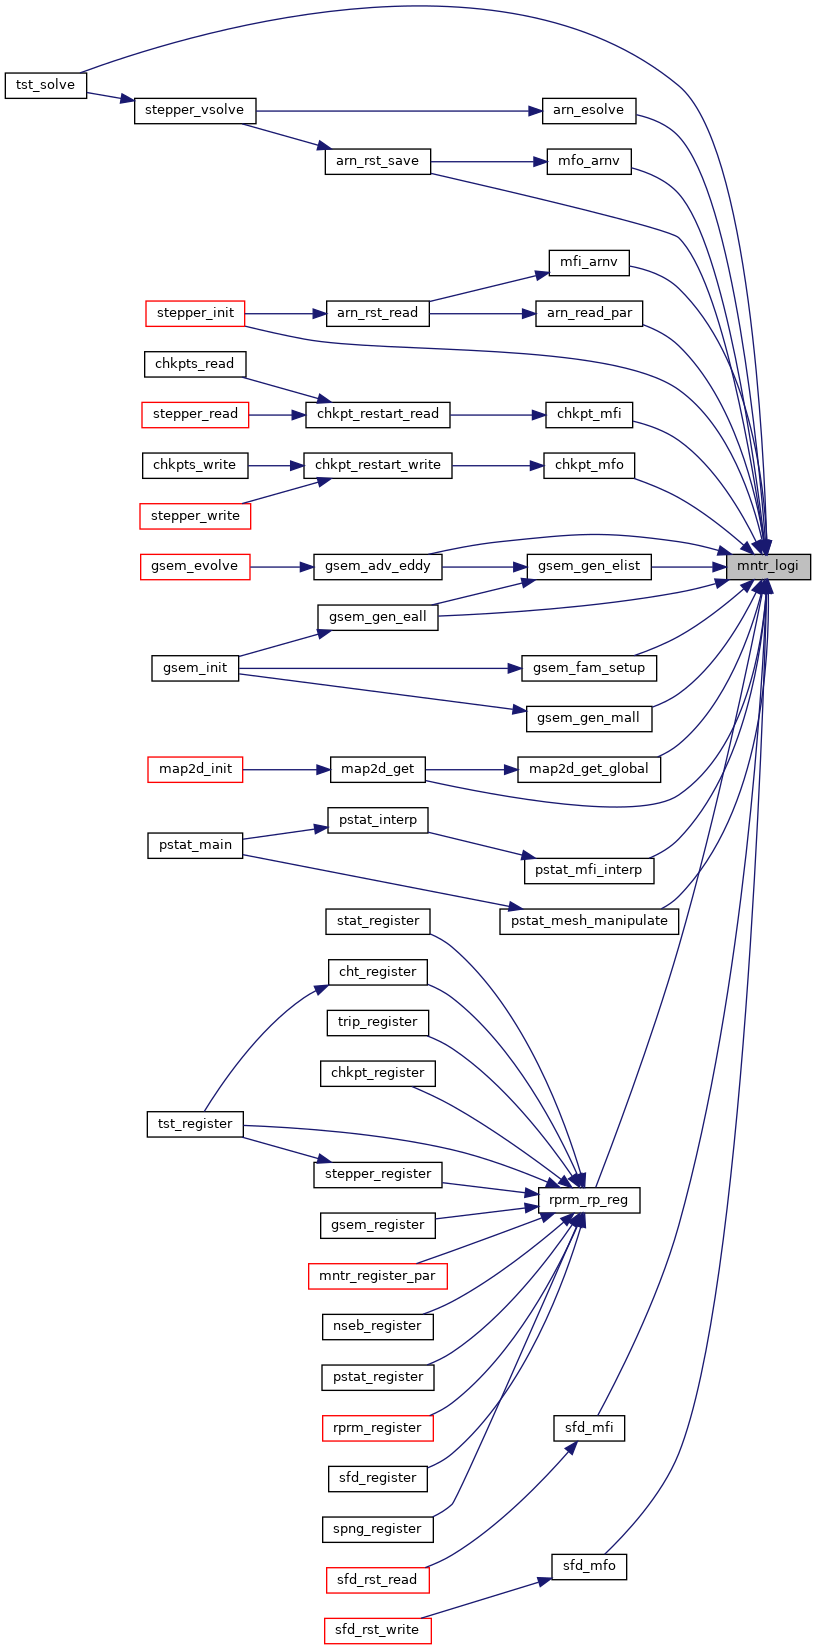 tst_solve
stepper_vsolve
arn_esolve
arn_rst_save
mfo_arnv
mfi_arnv
stepper_init
arn_rst_read
arn_read_par
chkpts_read
stepper_read
chkpt_restart_read
chkpt_mfi
chkpts_write
chkpt_restart_write
chkpt_mfo
stepper_write
gsem_evolve
gsem_adv_eddy
gsem_gen_elist
mntr_logi
gsem_gen_eall
gsem_init
gsem_fam_setup
gsem_gen_mall
map2d_init
map2d_get
map2d_get_global
pstat_interp
pstat_main
pstat_mfi_interp
stat_register
pstat_mesh_manipulate
cht_register
trip_register
chkpt_register
tst_register
stepper_register
rprm_rp_reg
gsem_register
mntr_register_par
nseb_register
pstat_register
rprm_register
sfd_mfi
sfd_register
spng_register
sfd_rst_read
sfd_mfo
sfd_rst_write